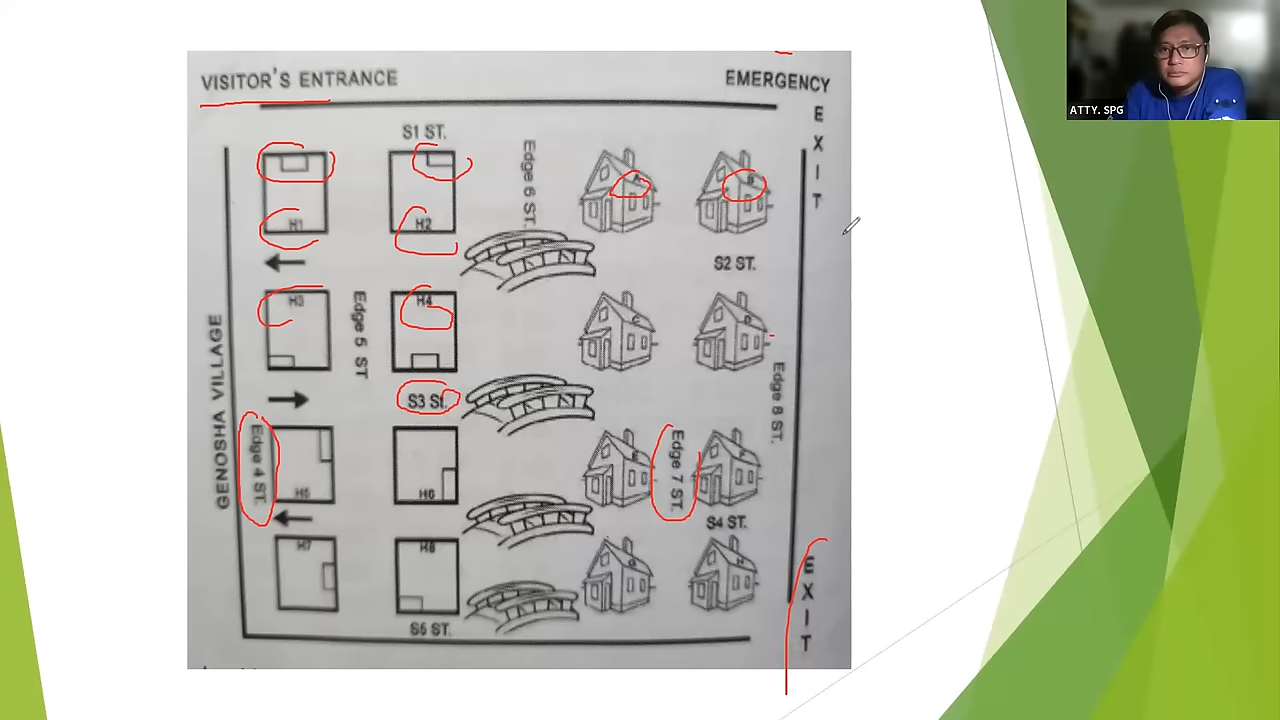 VISITOR'S ENTRANCE
EMERGENCY
EXIT
S1 ST.
Edge 6 ST.
A
B
H1
H2
S2 ST.
H3
H4
C
D
Edge 5 ST
GENOSHA VILLAGE
S3 St.
Edge 8 ST.
Edge 4 ST.
E
Edge 7 ST.
F
H5
H6
S4 ST.
H7
H8
G
H
EXIT
S5 ST.
ATTY. SPG